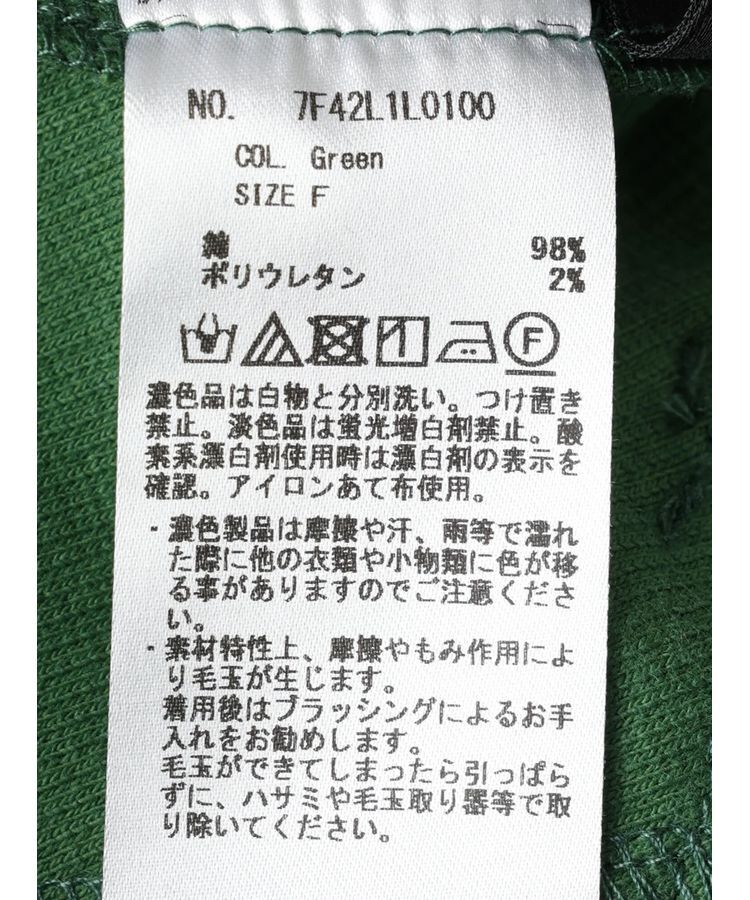 NO. 7F42L1L0100
COL. Green
SIZE F
綿 98%
ポリウレタン 2%
F
濃色品は白物と分別洗い。つけ置き
禁止。淡色品は蛍光増白剤禁止。酸
素系漂白剤使用時は漂白剤の表示を
確認。アイロンあて布使用。
・濃色製品は摩擦や汗、雨等で濡れ
た際に他の衣類や小物類に色が移
る事がありますのでご注意くださ
い。
・素材特性上、摩擦やもみ作用によ
り毛玉が生じます。
着用後はブラッシングによるお手
入れをお勧めします。
毛玉ができてしまったら引っぱら
ずに、ハサミや毛玉取り器等で取
り除いてください。